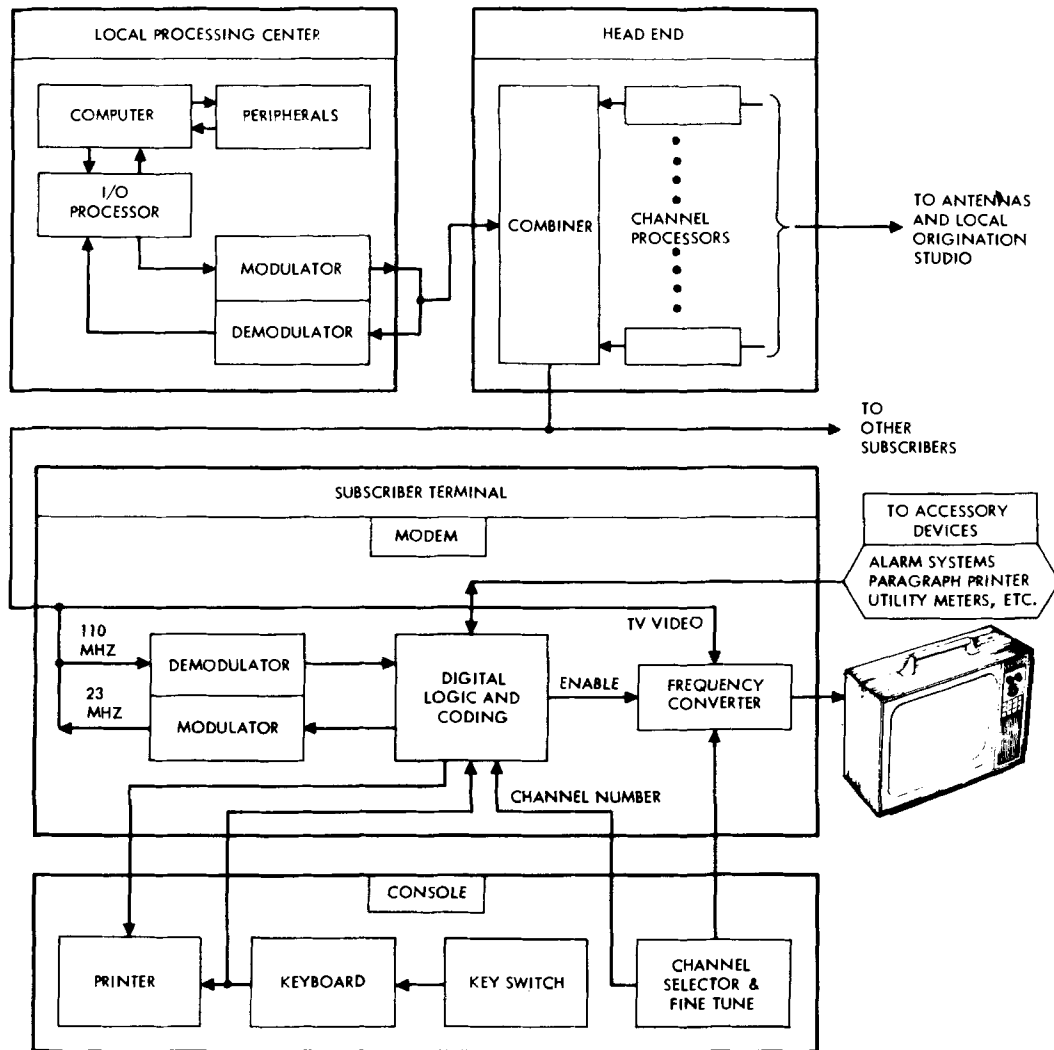 LOCAL PROCESSING CENTER
COMPUTER
PERIPHERALS
I/O
PROCESSOR
MODULATOR
DEMODULATOR
HEAD END
COMBINER
CHANNEL
PROCESSORS
TO ANTENNAS
AND LOCAL
ORIGINATION
STUDIO
TO
OTHER
SUBSCRIBERS
SUBSCRIBER TERMINAL
MODEM
TO ACCESSORY
DEVICES
ALARM SYSTEMS
PARAGRAPH PRINTER
UTILITY METERS, ETC.
110
MHZ
DEMODULATOR
23
MHZ
MODULATOR
DIGITAL
LOGIC AND
CODING
TV VIDEO
ENABLE
FREQUENCY
CONVERTER
CHANNEL NUMBER
CONSOLE
PRINTER
KEYBOARD
KEY SWITCH
CHANNEL
SELECTOR &
FINE TUNE